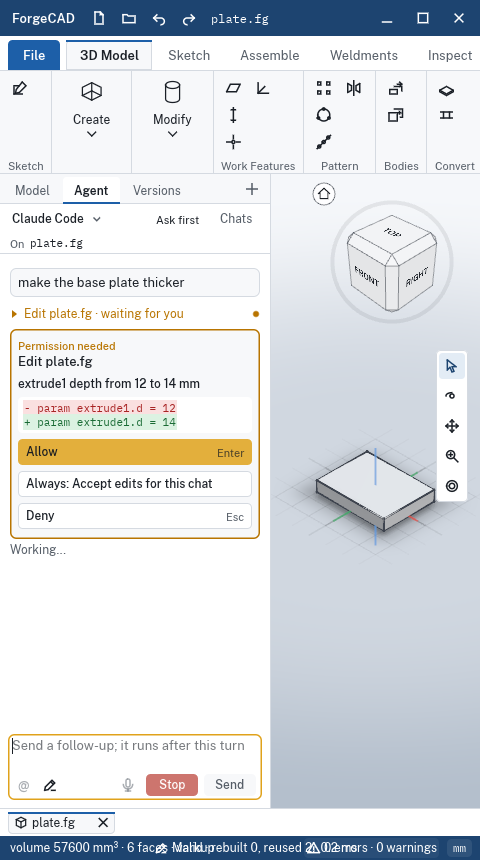 ForgeCAD plate.fg
File 3D Model Sketch Assemble Weldments Inspect
Create Modify
Sketch Work Features Pattern Bodies Convert
Model Agent Versions
Claude Code Ask first Chats
On plate.fg
make the base plate thicker
Edit plate.fg · waiting for you
Permission needed
Edit plate.fg
extrude1 depth from 12 to 14 mm
- param extrude1.d = 12
+ param extrude1.d = 14
Allow Enter
Always: Accept edits for this chat
Deny Esc
Working...
TOP
FRONT RIGHT
Send a follow-up; it runs after this turn
@ Stop Send
plate.fg
volume 57600 mm³ · 6 faces rebuilt 0, reused errors · 0 warnings mm